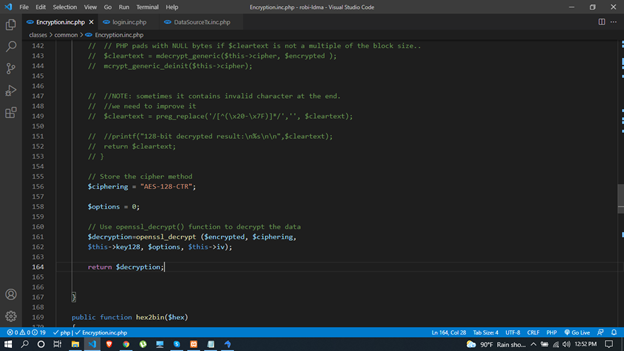 File Edit Selection View Go Run Terminal Help
Encryption.inc.php - robi-tdma - Visual Studio Code
Encryption.inc.php login.inc.php DataSourceTx.inc.php
classes > common > Encryption.inc.php
142 // // PHP pads with NULL bytes if $cleartext is not a multiple of the block size..
143 // $cleartext = mdecrypt_generic($this->cipher, $encrypted );
144 // mcrypt_generic_deinit($this->cipher);
145
146
147 // //NOTE: sometimes it contains invalid character at the end.
148 // //we need to improve it
149 // $cleartext = preg_replace('/[^(\x20-\x7F)]*/','', $cleartext);
150
151 // //printf("128-bit decrypted result:\n%s\n\n",$cleartext);
152 // return $cleartext;
153 // }
154
155 // Store the cipher method
156 $ciphering = "AES-128-CTR";
157
158 $options = 0;
159
160 // Use openssl_decrypt() function to decrypt the data
161 $decryption=openssl_decrypt ($encrypted, $ciphering,
162 $this->key128, $options, $this->iv);
163
164 return $decryption;
165
166
167 }
168
169 public function hex2bin($hex)
170 {
0 0 19 php | Encryption.inc.php Ln 164, Col 28 Tab Size: 4 UTF-8 CRLF PHP Go Live
90°F Rain sho... 12:52 PM